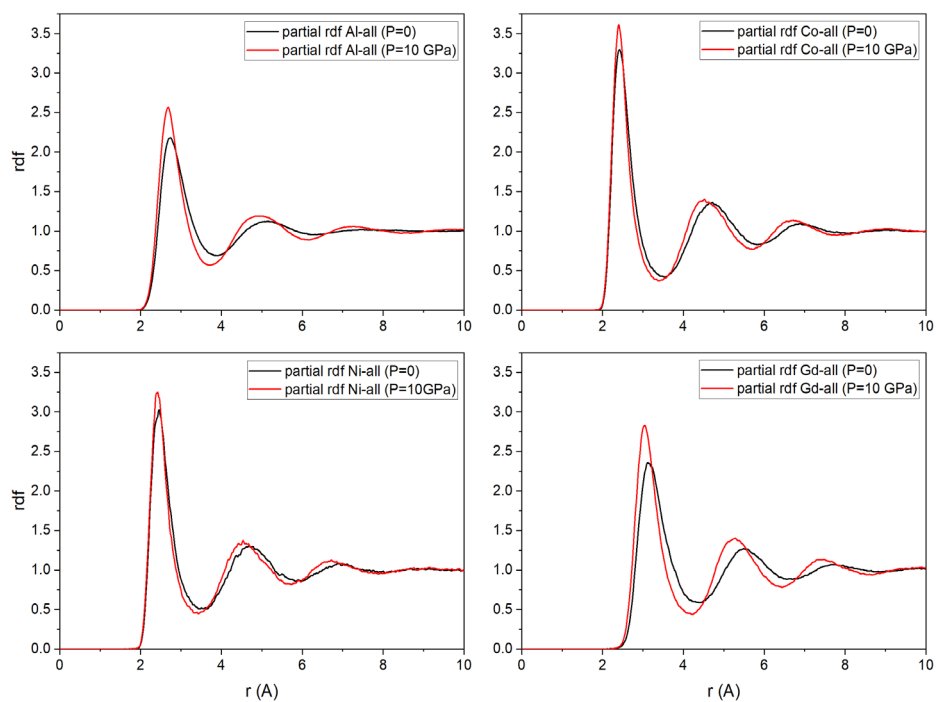 partial rdf Al-all (P=0)
partial rdf Al-all (P=10 GPa)
3.5
3.0
2.5
2.0
1.5
1.0
0.5
0.0
rdf
0 2 4 6 8 10
partial rdf Co-all (P=0)
partial rdf Co-all (P=10 GPa)
3.5
3.0
2.5
2.0
1.5
1.0
0.5
0.0
0 2 4 6 8 10
partial rdf Ni-all (P=0)
partial rdf Ni-all (P=10GPa)
3.5
3.0
2.5
2.0
1.5
1.0
0.5
0.0
rdf
0 2 4 6 8 10
r (A)
partial rdf Gd-all (P=0)
partial rdf Gd-all (P=10 GPa)
3.5
3.0
2.5
2.0
1.5
1.0
0.5
0.0
0 2 4 6 8 10
r (A)